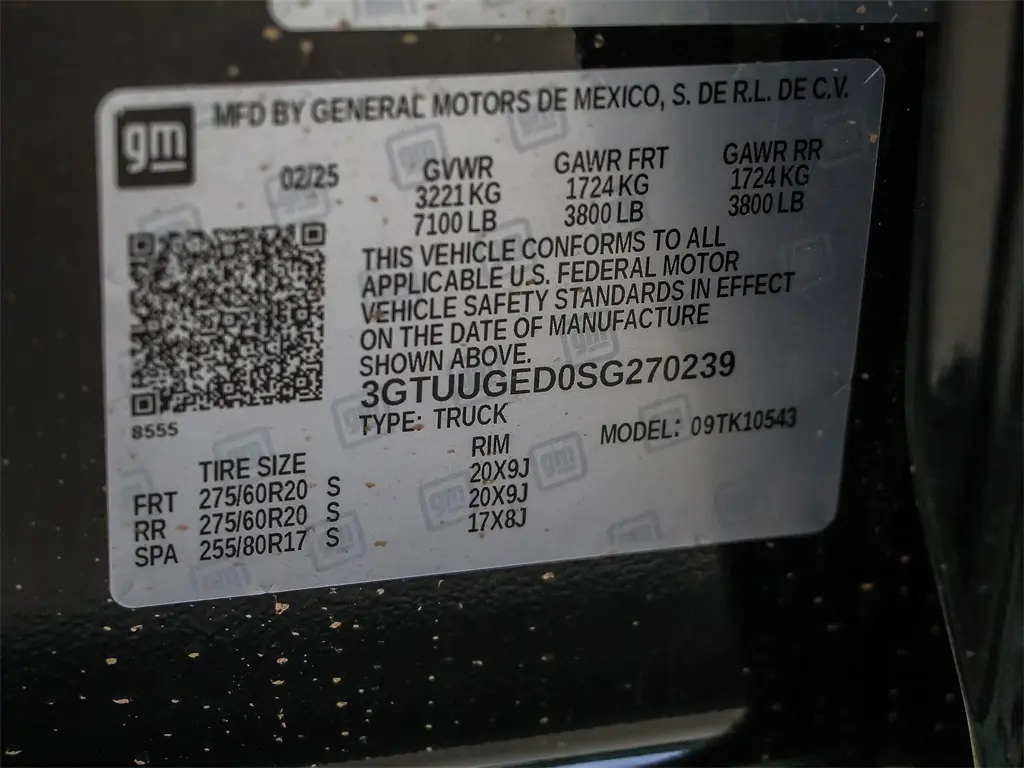 gm
MFD BY GENERAL MOTORS DE MEXICO, S. DE R.L. DE C.V.
02/25 GVWR GAWR FRT GAWR RR
3221 KG 1724 KG 1724 KG
7100 LB 3800 LB 3800 LB
THIS VEHICLE CONFORMS TO ALL
APPLICABLE U.S. FEDERAL MOTOR
VEHICLE SAFETY STANDARDS IN EFFECT
ON THE DATE OF MANUFACTURE
SHOWN ABOVE.
3GTUUGED0SG270239
8555
TYPE: TRUCK MODEL: 09TK10543
TIRE SIZE RIM
FRT 275/60R20 S 20X9J
RR 275/60R20 S 20X9J
SPA 255/80R17 S 17X8J